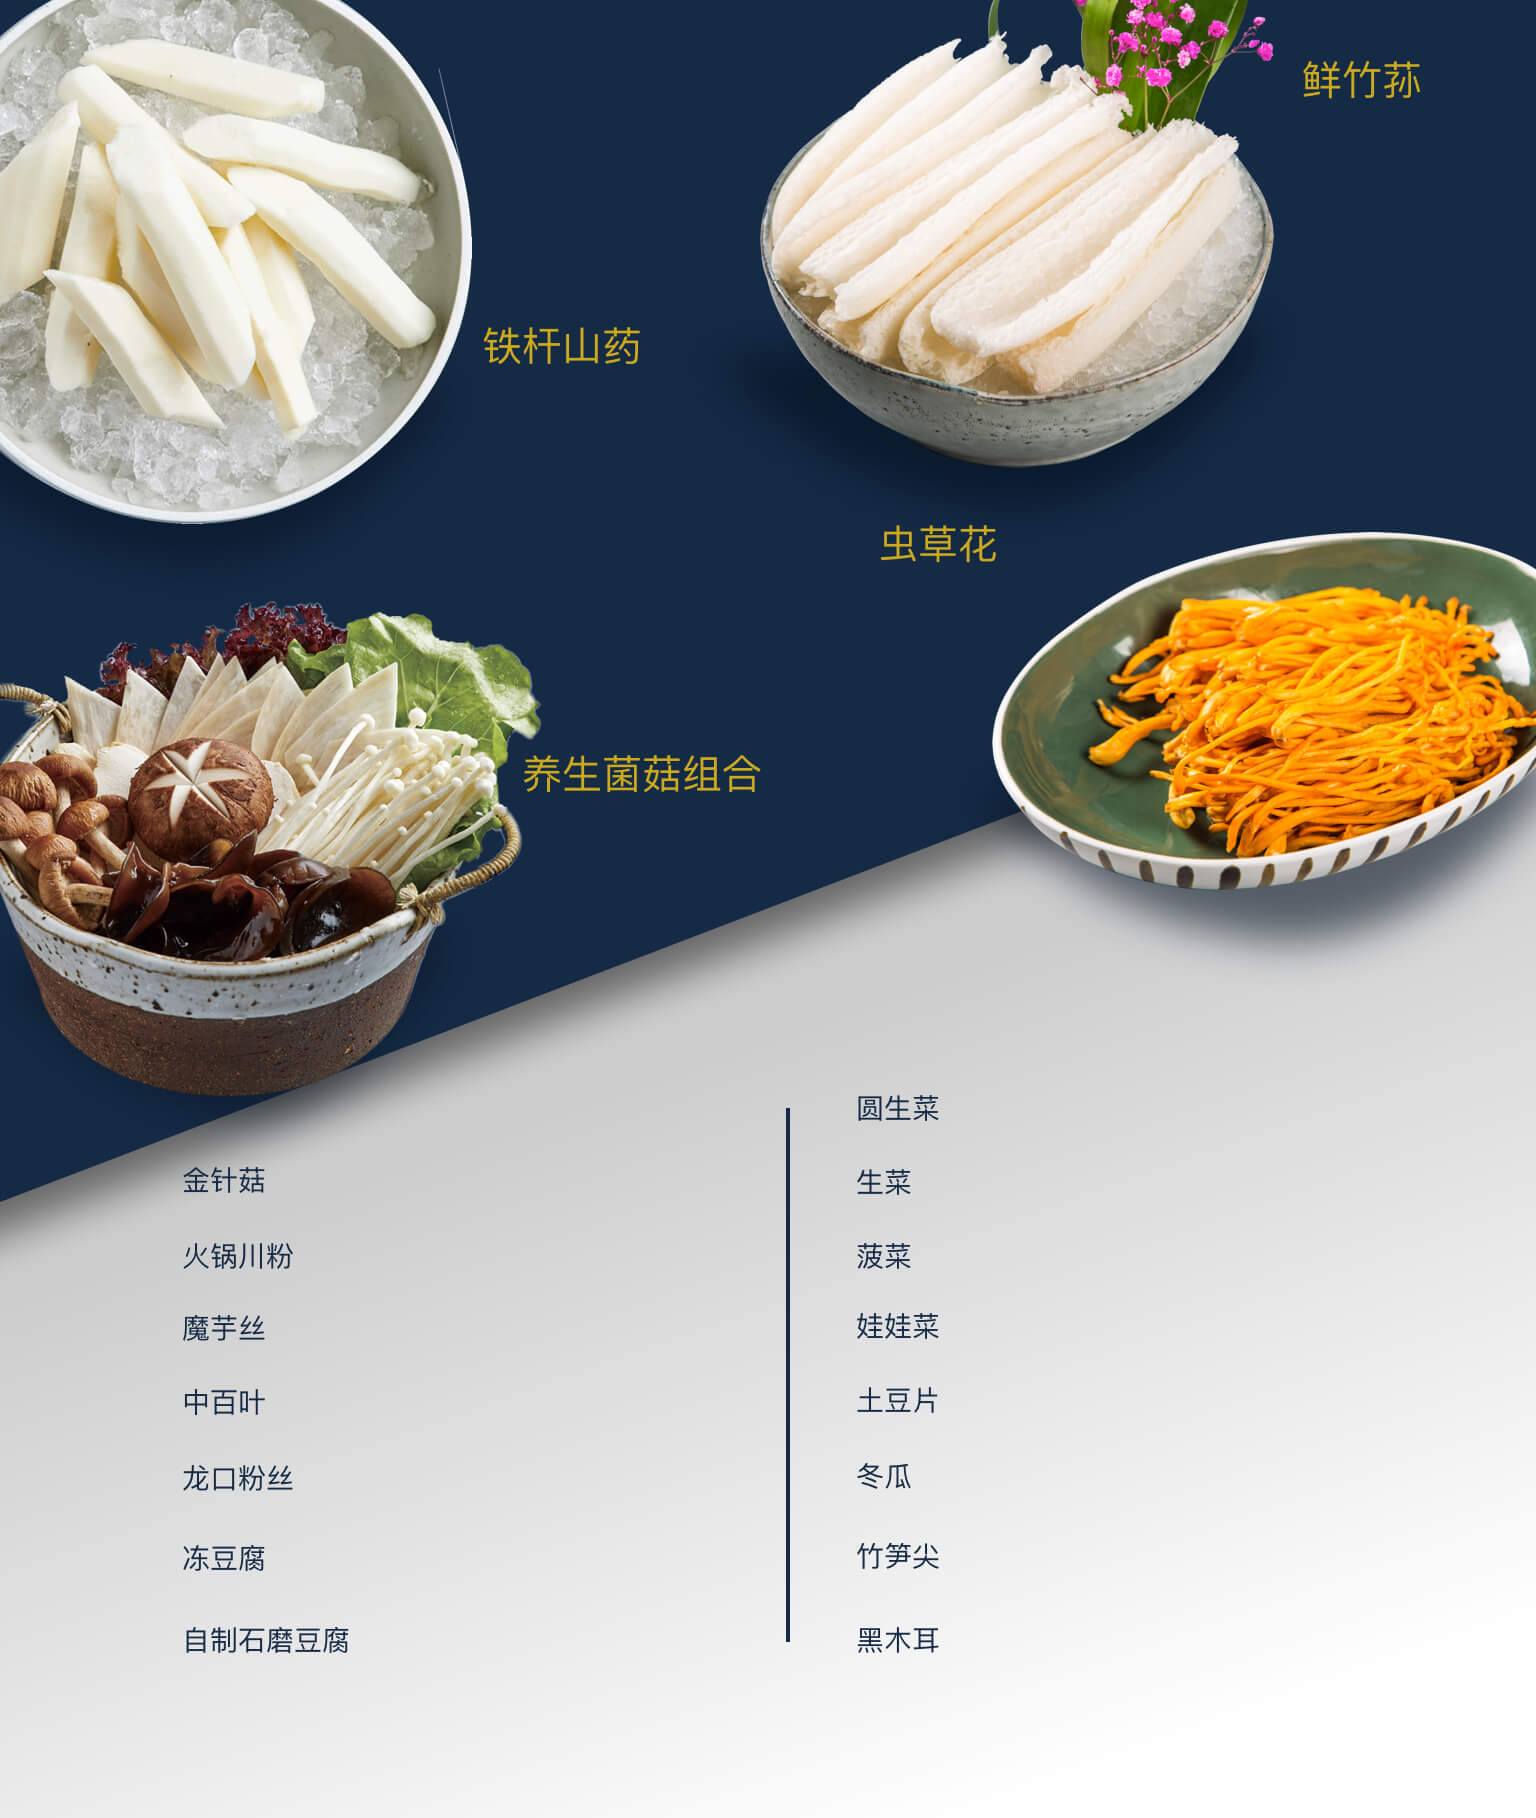 鲜竹荪
铁杆山药
虫草花
养生菌菇组合
金针菇
火锅川粉
魔芋丝
中百叶
龙口粉丝
冻豆腐
自制石磨豆腐
圆生菜
生菜
菠菜
娃娃菜
土豆片
冬瓜
竹笋尖
黑木耳